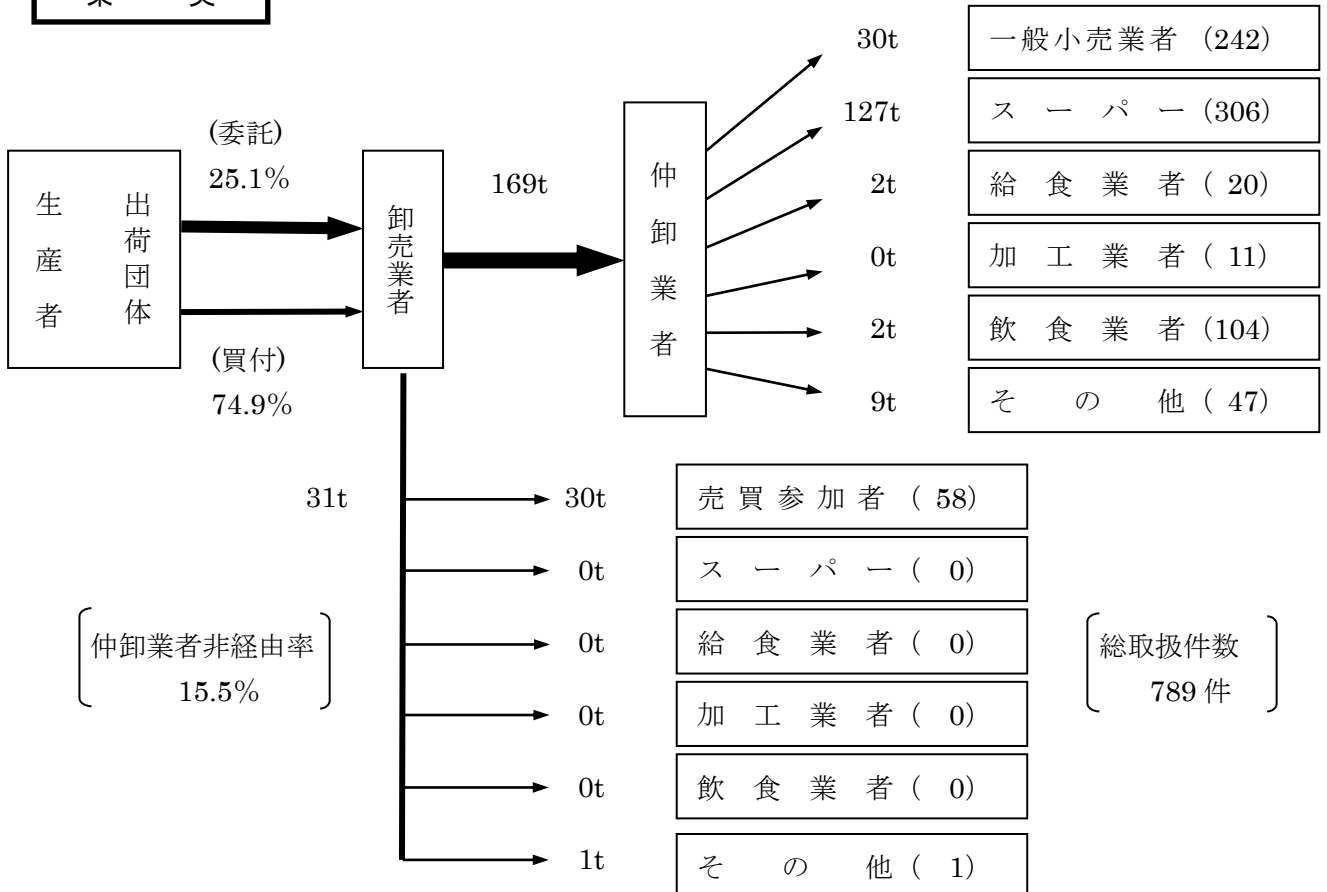 (委託)
25.1%
生産者
出荷団体
(買付)
74.9%
卸売業者
169t
仲卸業者
30t 一般小売業者 (242)
127t スーパー (306)
2t 給食業者 ( 20)
0t 加工業者 ( 11)
2t 飲食業者 (104)
9t その他 ( 47)
31t
30t 売買参加者 ( 58)
0t スーパー ( 0)
0t 給食業者 ( 0)
0t 加工業者 ( 0)
0t 飲食業者 ( 0)
1t その他 ( 1)
仲卸業者非経由率
15.5%
総取扱件数
789 件